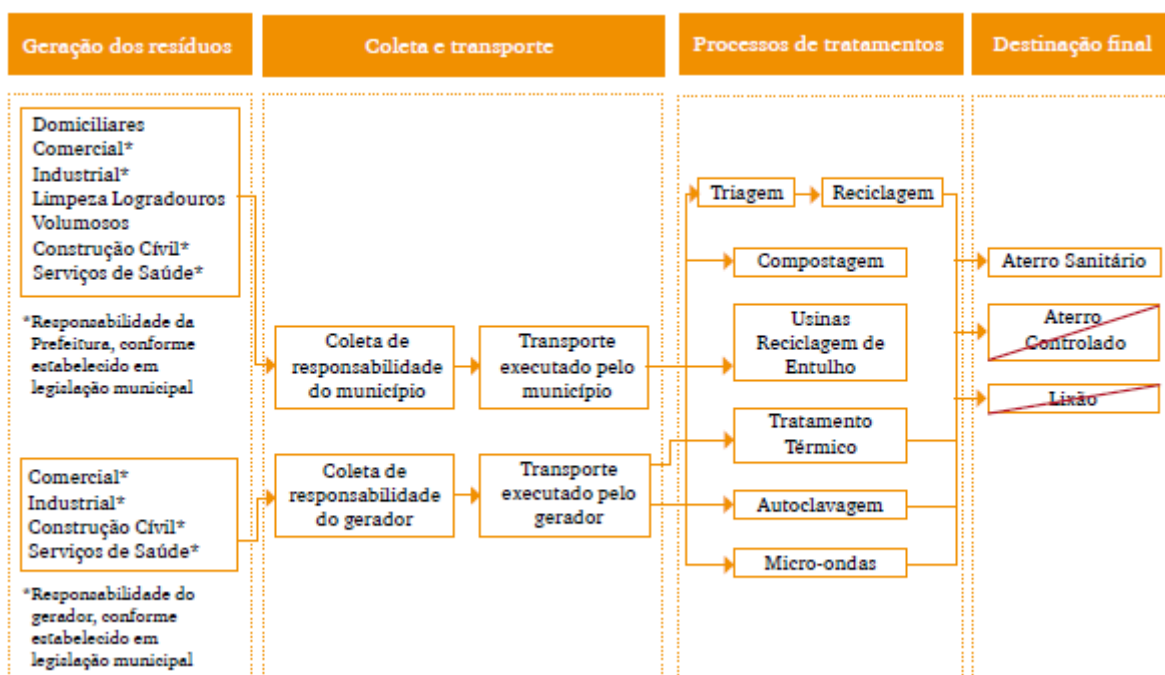 Geração dos resíduos
Coleta e transporte
Processos de tratamentos
Destinação final
Domiciliares
Comercial*
Industrial*
Limpeza Logradouros
Volumosos
Construção Cívil*
Serviços de Saúde*
*Responsabilidade da
Prefeitura, conforme
estabelecido em
legislação municipal
Comercial*
Industrial*
Construção Cívil*
Serviços de Saúde*
*Responsabilidade do
gerador, conforme
estabelecido em
legislação municipal
Coleta de
responsabilidade
do município
Transporte
executado pelo
município
Coleta de
responsabilidade
do gerador
Transporte
executado pelo
gerador
Triagem
Reciclagem
Compostagem
Usinas
Reciclagem de
Entulho
Tratamento
Térmico
Autoclavagem
Micro-ondas
Aterro Sanitário
Aterro
Controlado
Lixão